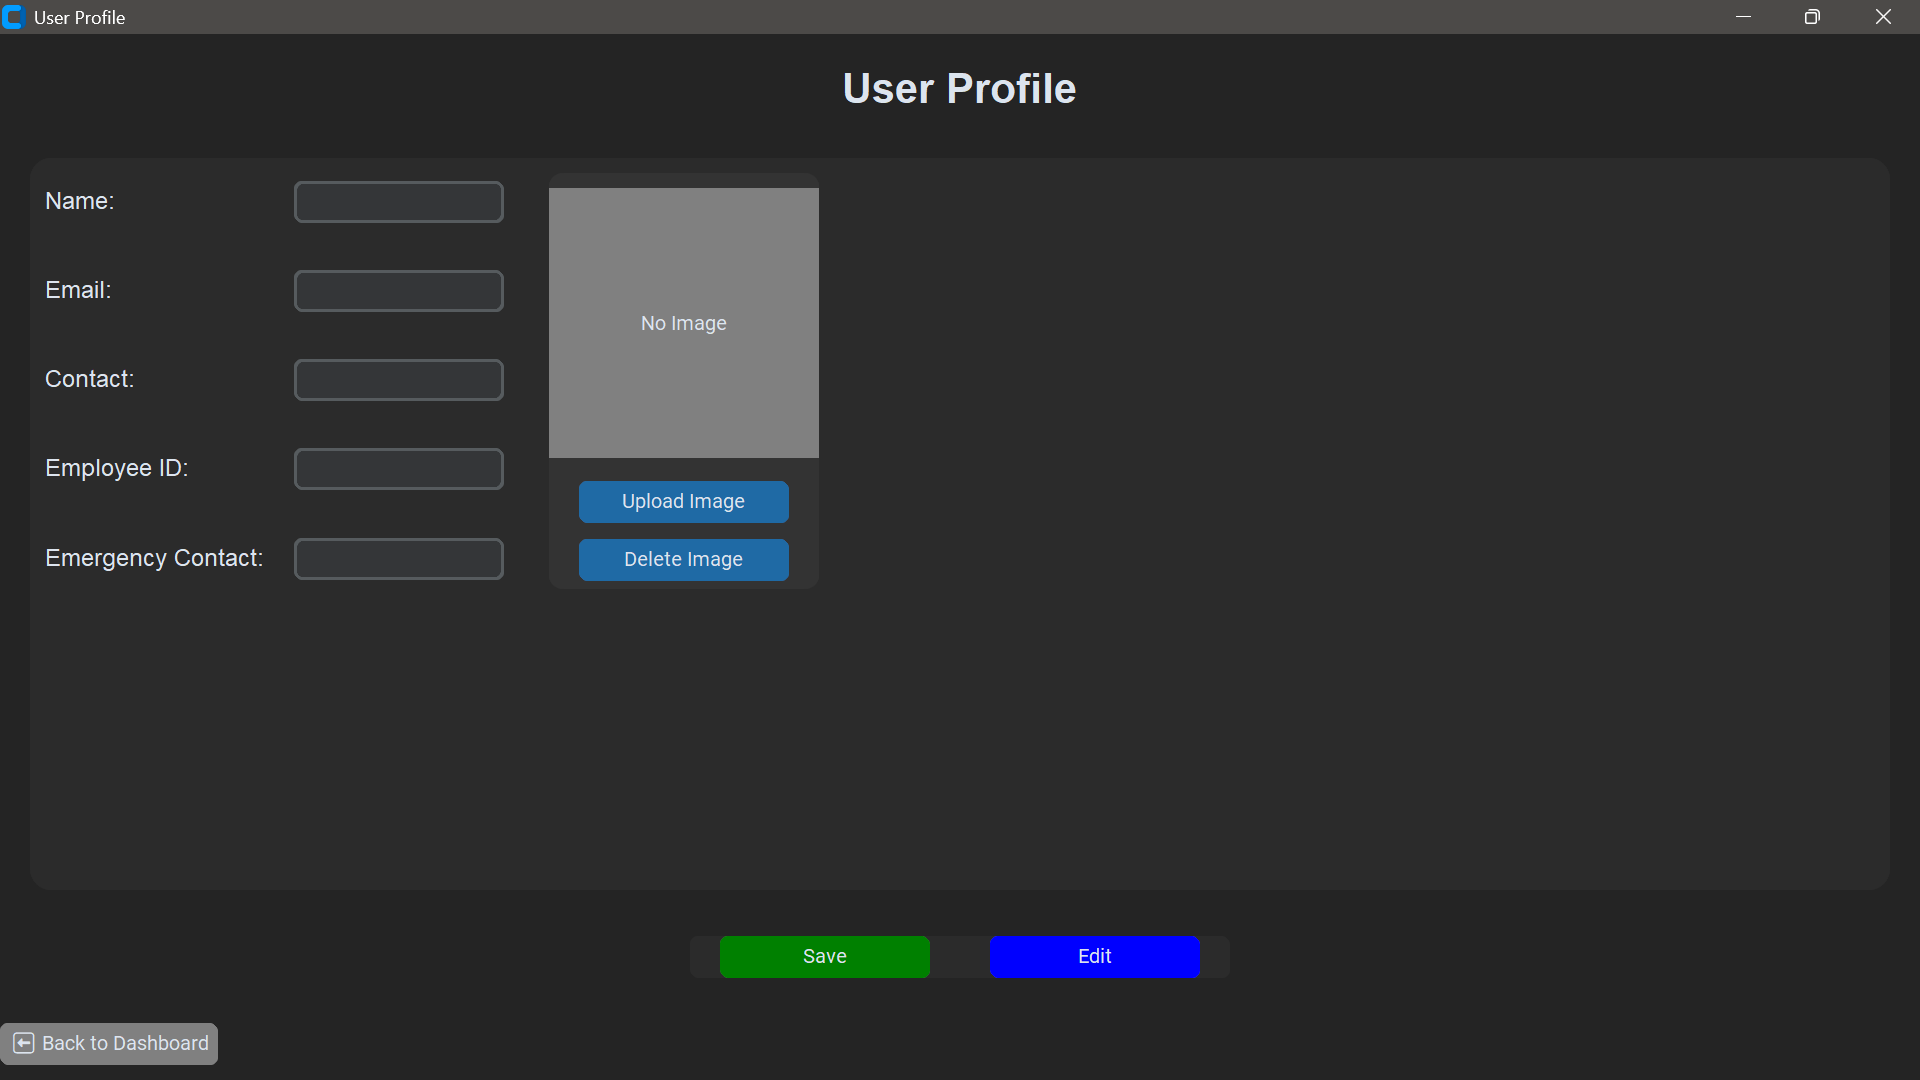 User Profile
User Profile
Name:
Email:
Contact:
Employee ID:
Emergency Contact:
No Image
Upload Image
Delete Image
Save
Edit
Back to Dashboard